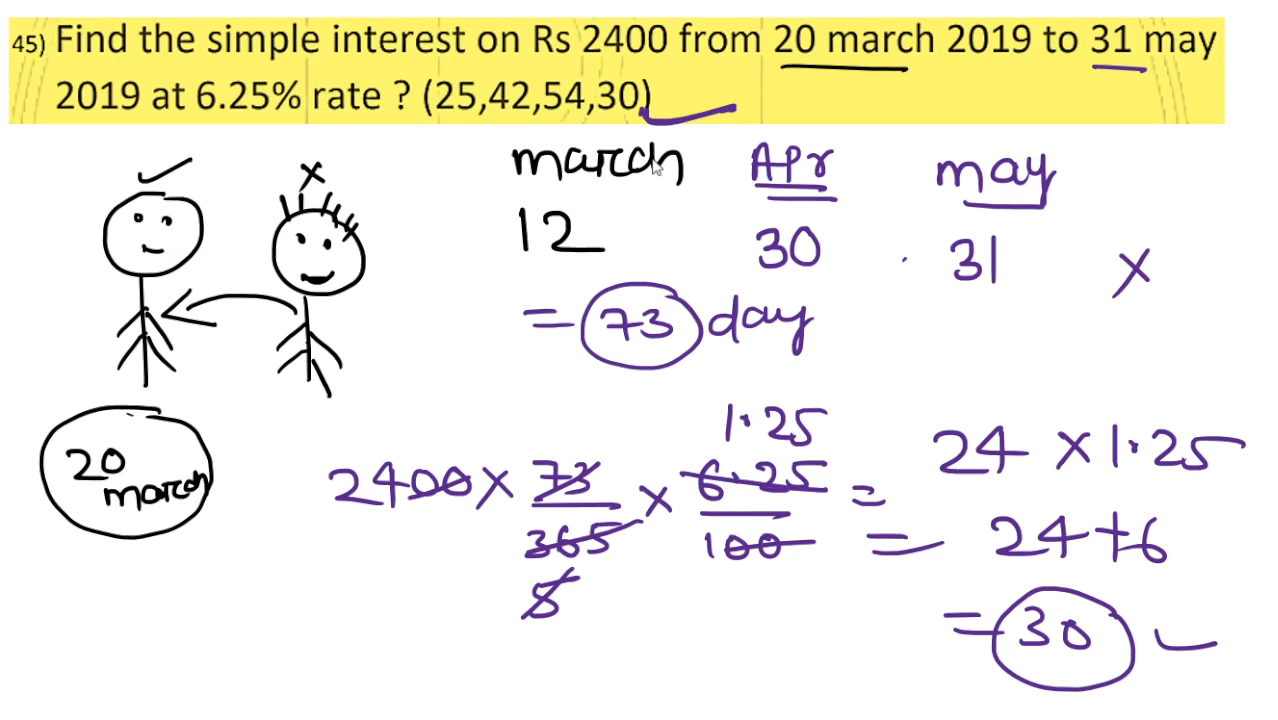 45) Find the simple interest on Rs 2400 from 20 march 2019 to 31 may
2019 at 6.25% rate ? (25,42,54,30)
march Apr may
12 30 31 x
= 73 day
20
march
1.25
2400 x 73/365 x 6.25/100 = 24 x 1.25
5
= 24+6
= 30